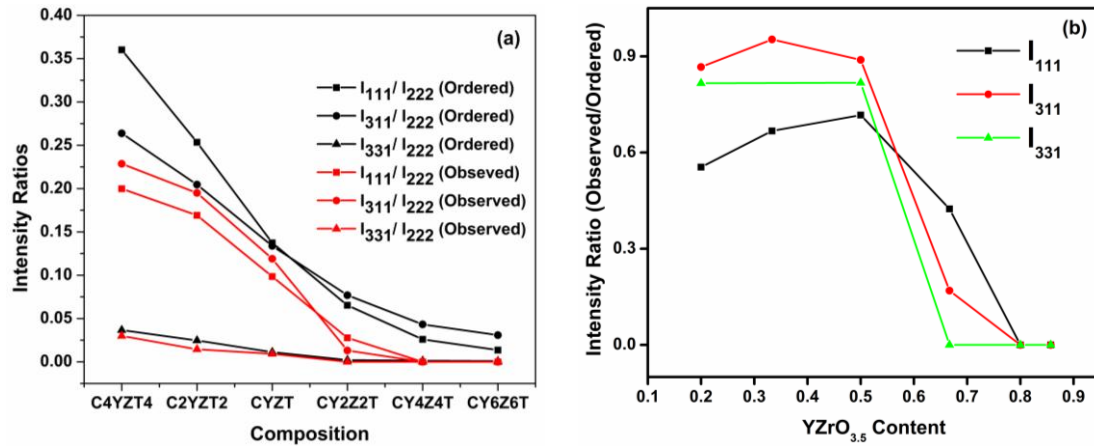 (a)
I111/ I222 (Ordered)
I311/ I222 (Ordered)
I331/ I222 (Ordered)
I111/ I222 (Obseved)
I311/ I222 (Observed)
I331/ I222 (Observed)
Intensity Ratios
0.40
0.35
0.30
0.25
0.20
0.15
0.10
0.05
0.00
C4YZT4 C2YZT2 CYZT CY2Z2T CY4Z4T CY6Z6T
Composition
(b)
I111
I311
I331
Intensity Ratio (Observed/Ordered)
0.9
0.6
0.3
0.0
0.1 0.2 0.3 0.4 0.5 0.6 0.7 0.8 0.9
YZrO3.5 Content